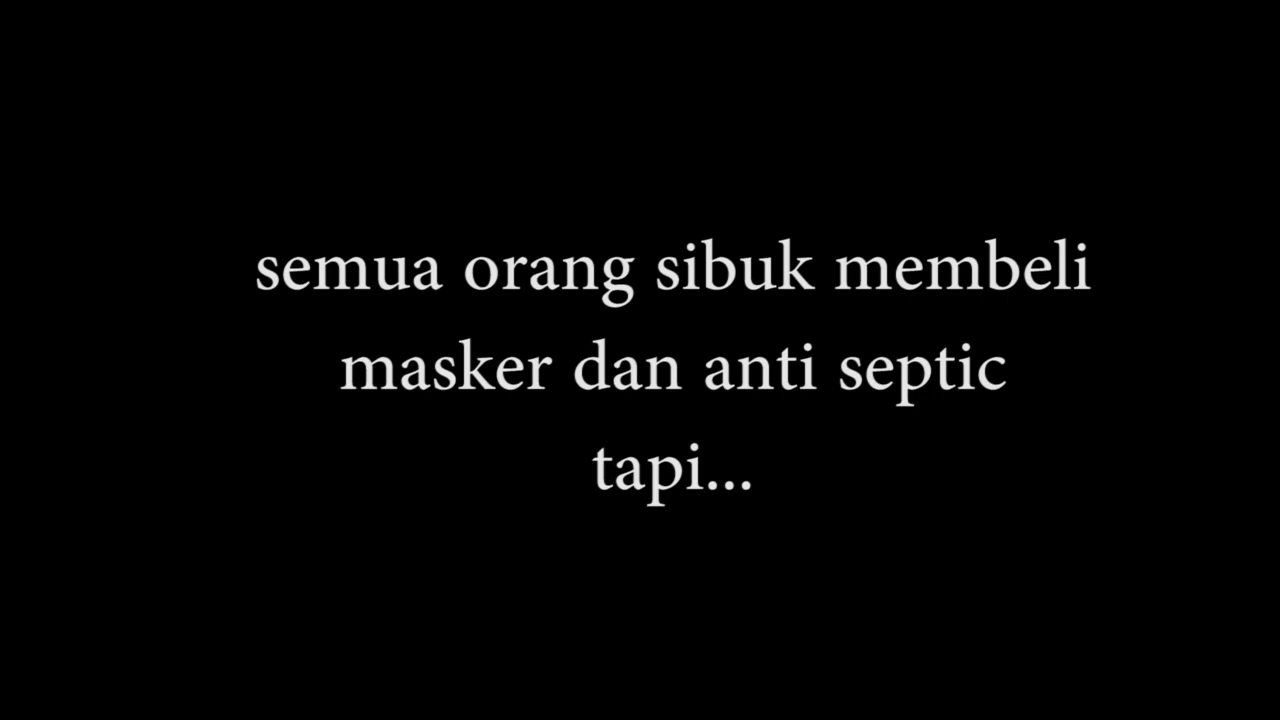 semua orang sibuk membeli
masker dan anti septic
tapi...